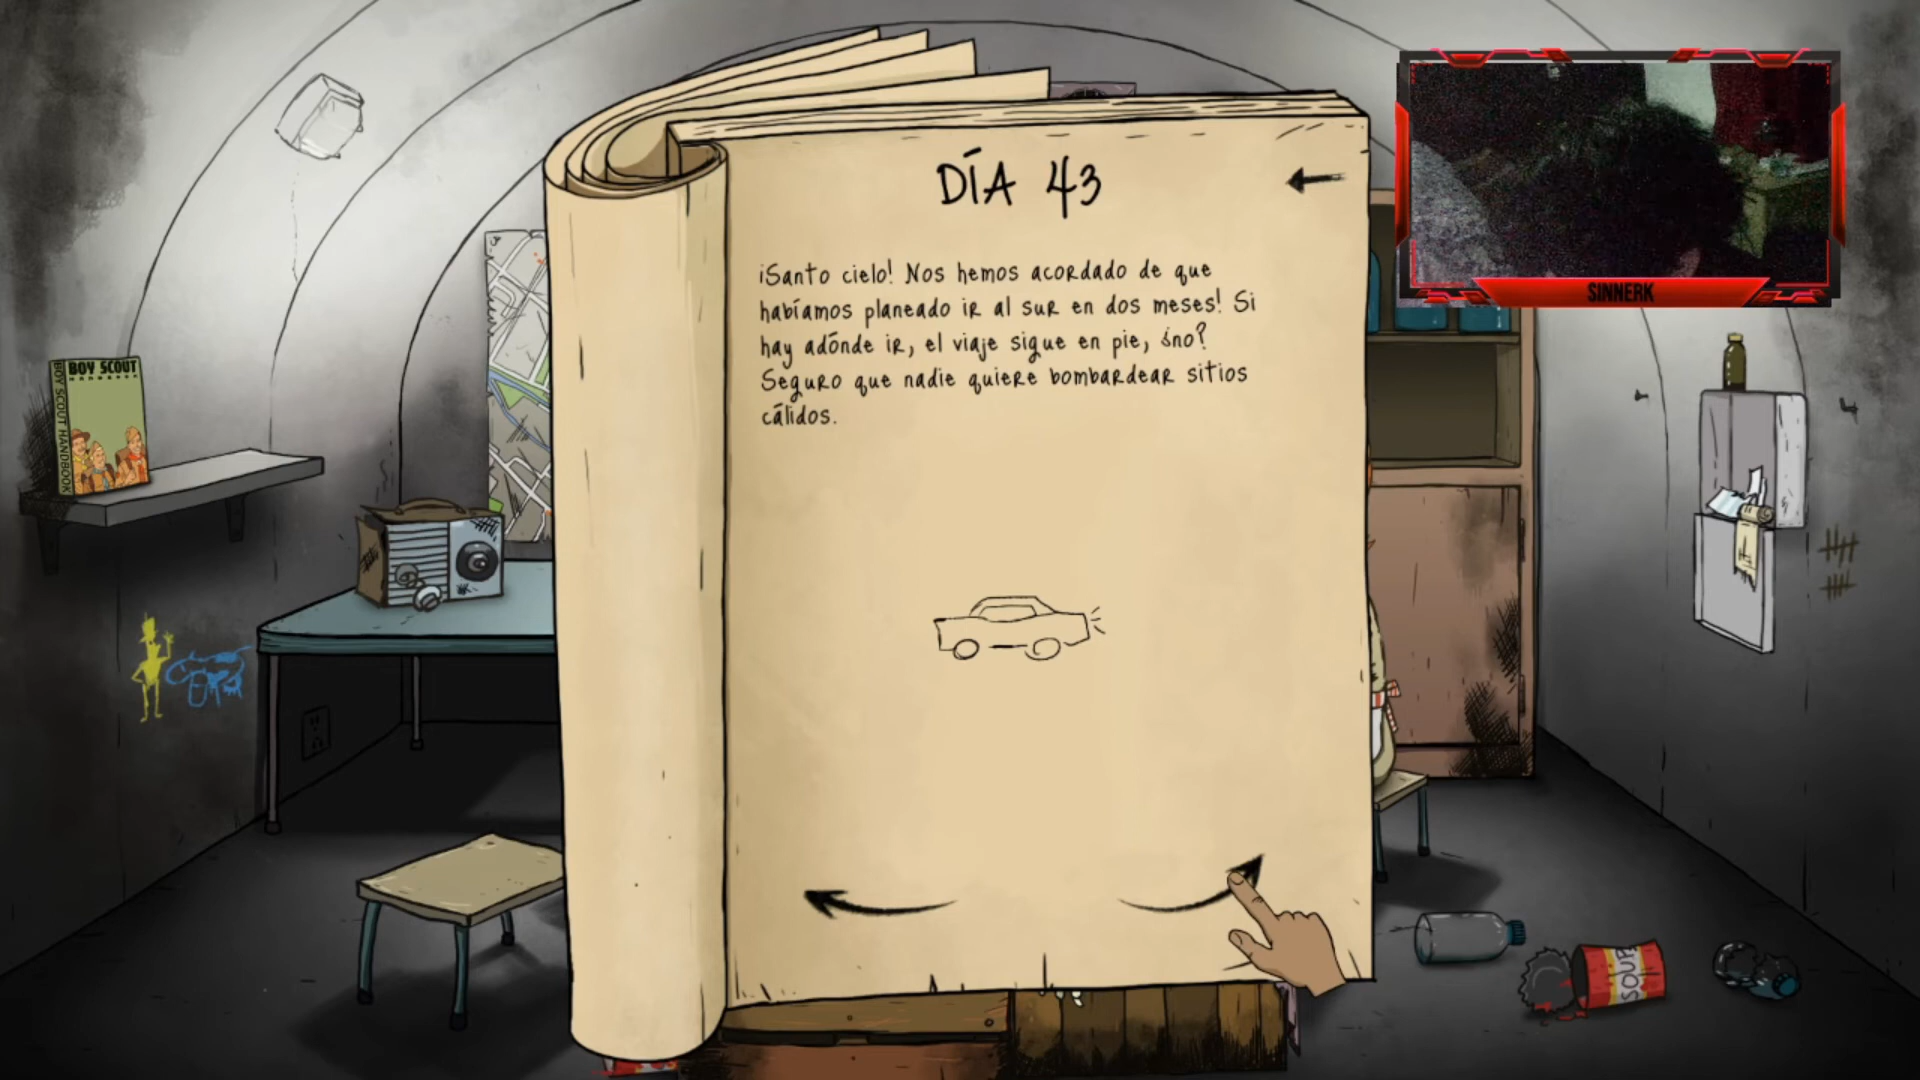 DÍA 43
¡Santo cielo! Nos hemos acordado de que
habíamos planeado ir al sur en dos meses! Si
hay adónde ir, el viaje sigue en pie, ¿no?
Seguro que nadie quiere bombardear sitios
cálidos.
SINNERK
BOY SCOUT
HANDBOOK
BOY SCOUT HANDBOOK
SOUP